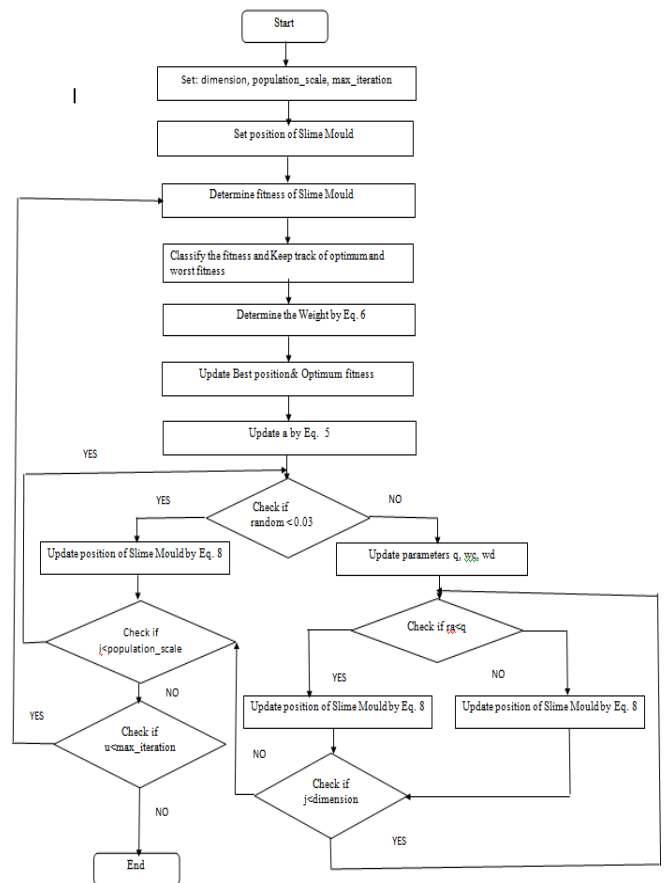 Start
Set: dimension, population_scale, max_iteration
Set position of Slime Mould
Determine fitness of Slime Mould
Classify the fitness and Keep track of optimum and
worst fitness
Determine the Weight by Eq. 6
Update Best position& Optimum fitness
Update a by Eq. 5
YES
Check if
random < 0.03
YES
NO
Update position of Slime Mould by Eq. 8
Update parameters q, wc, wd
Check if
j<population_scale
Check if ra<q
NO
YES
NO
YES
Update position of Slime Mould by Eq. 8
Update position of Slime Mould by Eq. 8
Check if
u<max_iteration
NO
Check if
j<dimension
NO
YES
End